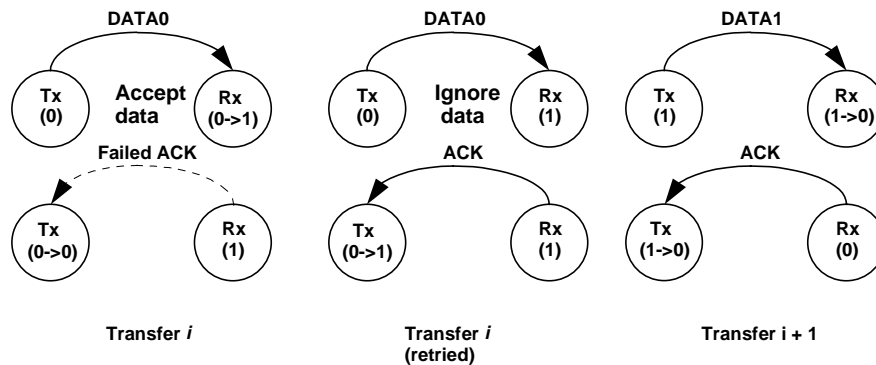 DATA0
Tx
(0)
Accept
data
Rx
(0->1)
Failed ACK
Tx
(0->0)
Rx
(1)
Transfer i
DATA0
Tx
(0)
Ignore
data
Rx
(1)
ACK
Tx
(0->1)
Rx
(1)
Transfer i
(retried)
DATA1
Tx
(1)
Rx
(1->0)
ACK
Tx
(1->0)
Rx
(0)
Transfer i + 1